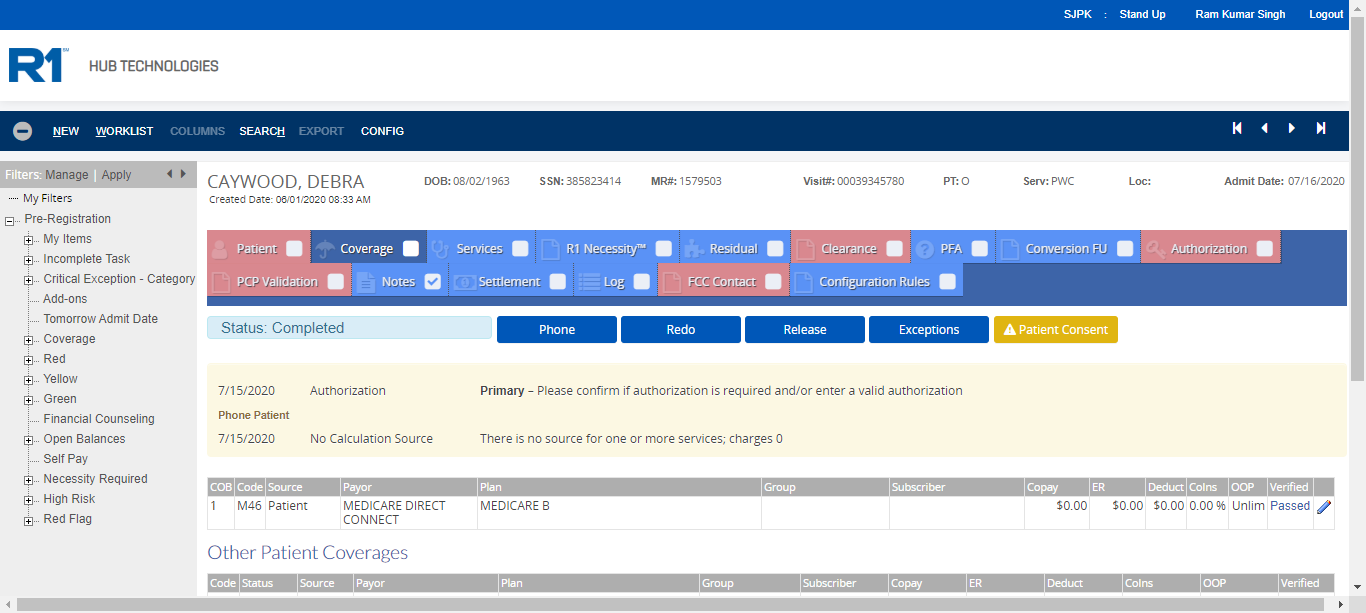 SJPK : Stand Up Ram Kumar Singh Logout
R1 HUB TECHNOLOGIES
NEW WORKLIST COLUMNS SEARCH EXPORT CONFIG
Filters: Manage | Apply
My Filters
Pre-Registration
My Items
Incomplete Task
Critical Exception - Category
Add-ons
Tomorrow Admit Date
Coverage
Red
Yellow
Green
Financial Counseling
Open Balances
Self Pay
Necessity Required
High Risk
Red Flag
CAYWOOD, DEBRA DOB: 08/02/1963 SSN: 385823414 MR#: 1579503 Visit#: 00039345780 PT: O Serv: PWC Loc: Admit Date: 07/16/2020
Created Date: 06/01/2020 08:33 AM
Patient Coverage Services R1 Necessity™ Residual Clearance PFA Conversion FU Authorization
PCP Validation Notes Settlement Log FCC Contact Configuration Rules
Status: Completed Phone Redo Release Exceptions Patient Consent
7/15/2020 Authorization Primary – Please confirm if authorization is required and/or enter a valid authorization
Phone Patient
7/15/2020 No Calculation Source There is no source for one or more services; charges 0
COB Code Source Payor Plan Group Subscriber Copay ER Deduct CoIns OOP Verified
1 M46 Patient MEDICARE DIRECT MEDICARE B $0.00 $0.00 $0.00 0.00 % Unlim Passed
CONNECT
Other Patient Coverages
Code Status Source Payor Plan Group Subscriber Copay ER Deduct CoIns OOP Verified